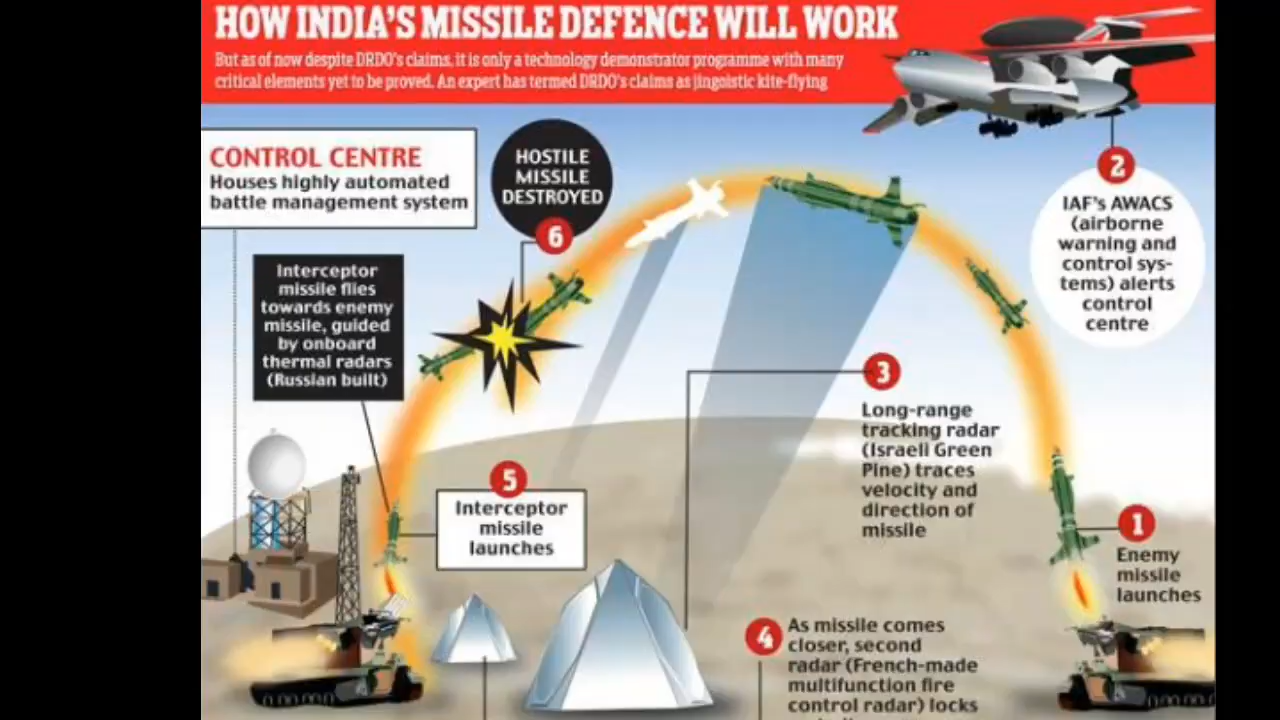 HOW INDIA'S MISSILE DEFENCE WILL WORK
But as of now despite DRDO's claims, it is only a technology demonstrator programme with many
critical elements yet to be proved. An expert has termed DRDO's claims as jingoistic kite-flying
CONTROL CENTRE
Houses highly automated
battle management system
HOSTILE
MISSILE
DESTROYED
6
2
IAF's AWACS
(airborne
warning and
control sys-
tems) alerts
control
centre
Interceptor
missile flies
towards enemy
missile, guided
by onboard
thermal radars
(Russian built)
3
Long-range
tracking radar
(Israeli Green
Pine) traces
velocity and
direction of
missile
5
Interceptor
missile
launches
1
Enemy
missile
launches
4
As missile comes
closer, second
radar (French-made
multifunction fire
control radar) locks